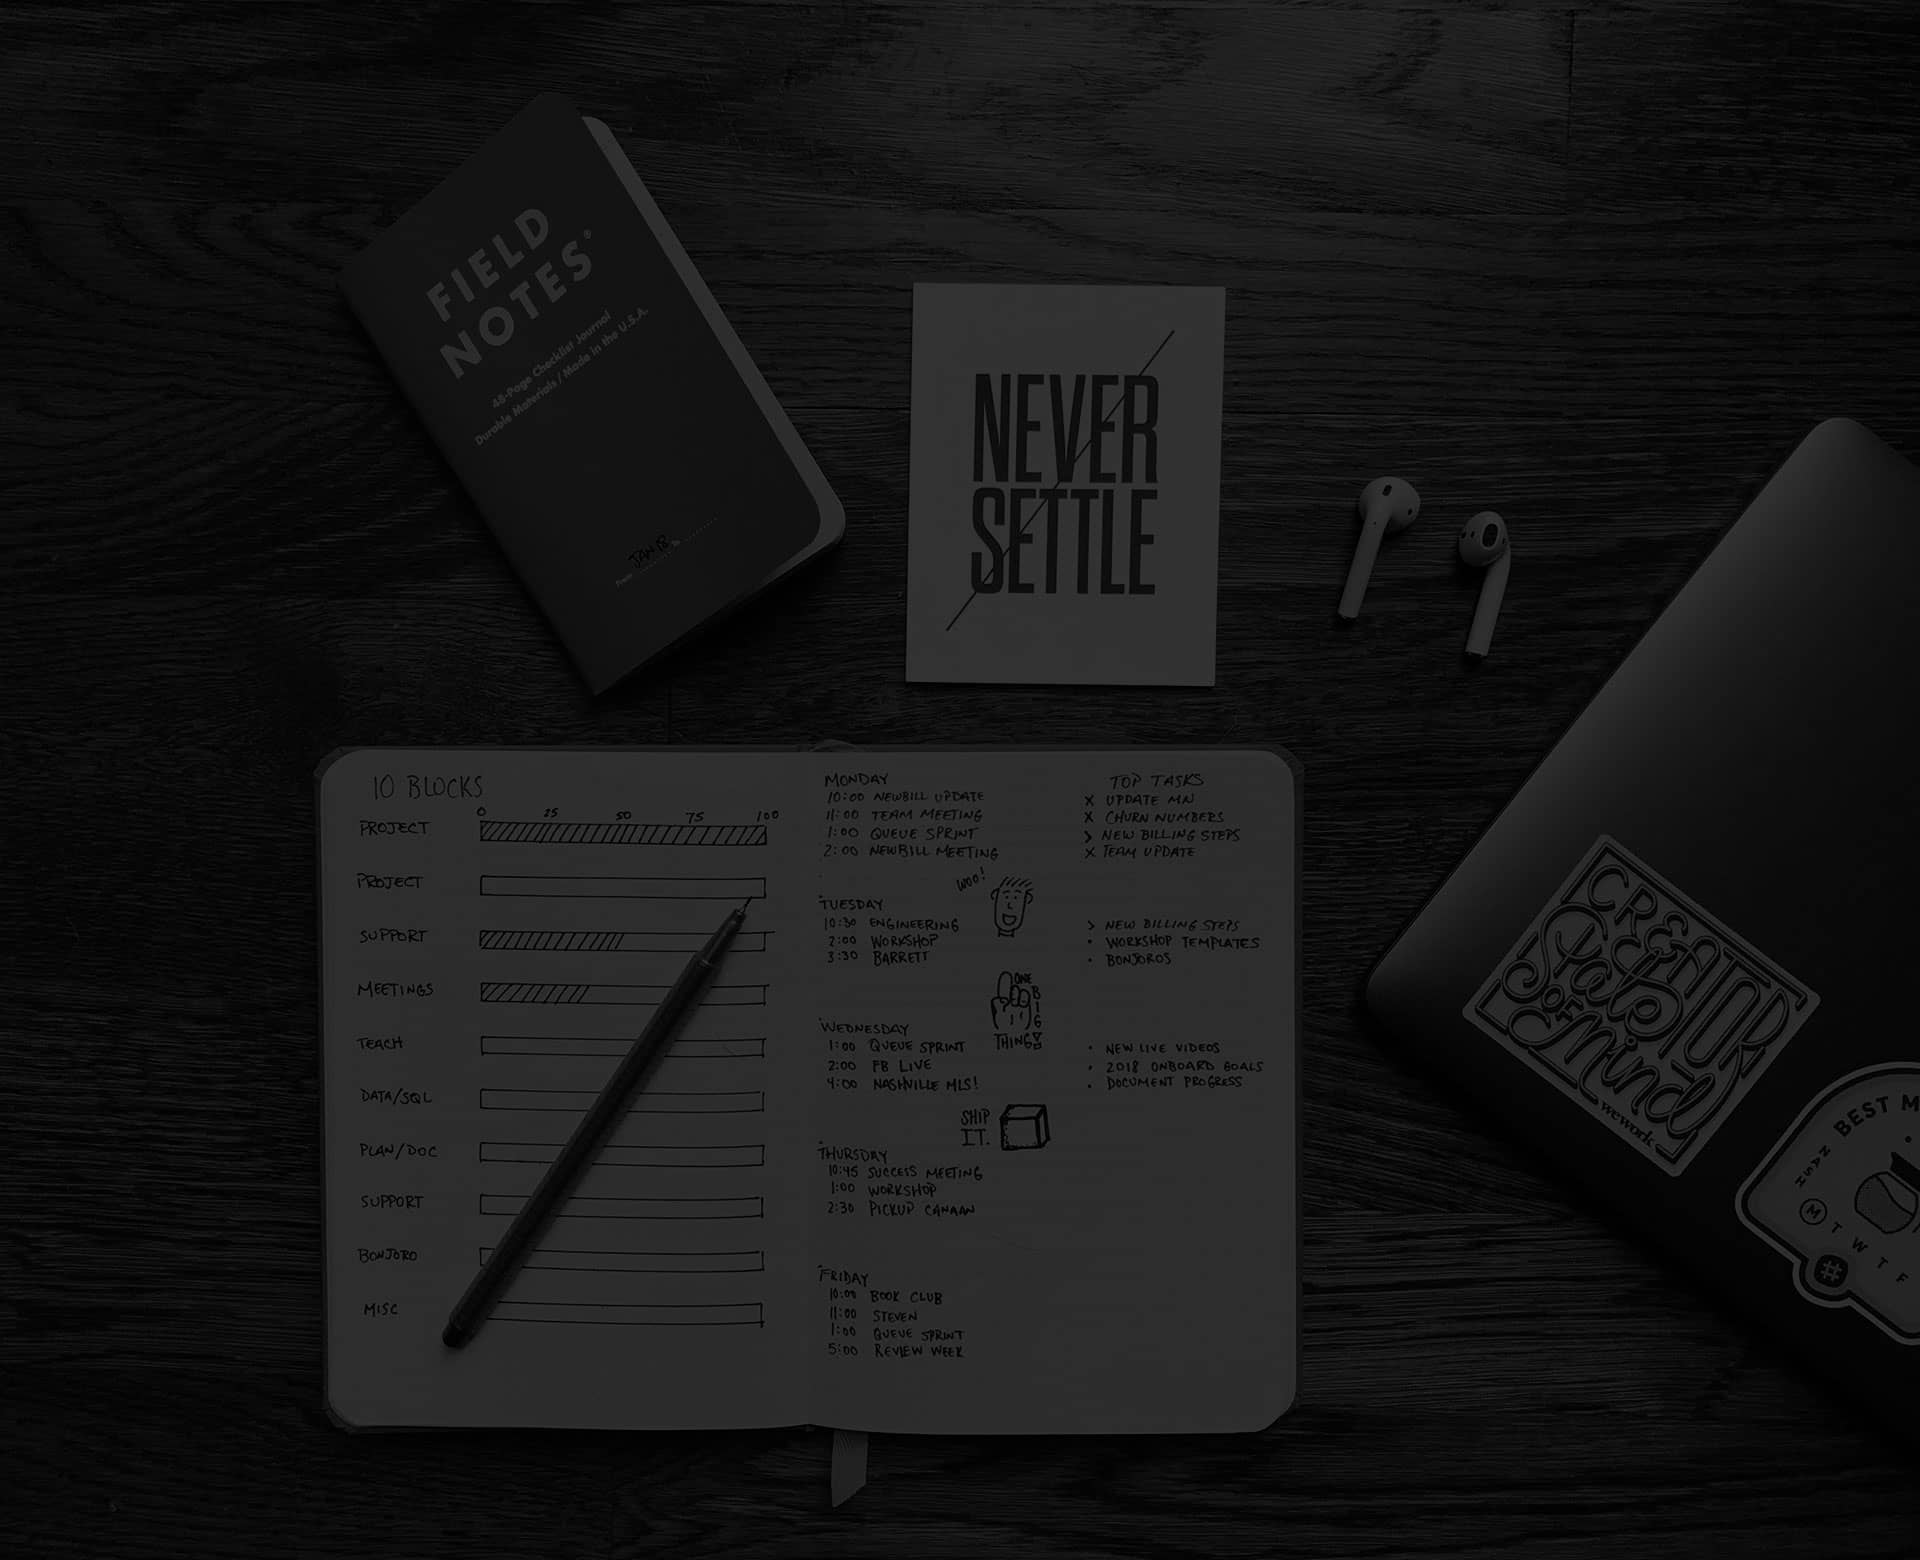 FIELD
NOTES®
48-Page Checklist Journal
Durable Materials / Made in the U.S.A.
From JAN 18 To
NEVER
SETTLE
10 BLOCKS
0 25 50 75 100
PROJECT
PROJECT
SUPPORT
MEETINGS
TEACH
DATA/SQL
PLAN/DOC
SUPPORT
BONJORO
MISC
MONDAY
10:00 NEWBILL UPDATE
11:00 TEAM MEETING
1:00 QUEUE SPRINT
2:00 NEWBILL MEETING
WOO!
TUESDAY
10:30 ENGINEERING
2:00 WORKSHOP
3:30 BARRETT
ONE
BIG
THING!
WEDNESDAY
1:00 QUEUE SPRINT
2:00 FB LIVE
4:00 NASHVILLE MLS!
SHIP
IT.
THURSDAY
10:45 SUCCESS MEETING
1:00 WORKSHOP
2:30 PICKUP CANAAN
FRIDAY
10:00 BOOK CLUB
11:00 STEVEN
1:00 QUEUE SPRINT
5:00 REVIEW WEEK
TOP TASKS
X UPDATE MN
X CHURN NUMBERS
> NEW BILLING STEPS
X TEAM UPDATE
> NEW BILLING STEPS
• WORKSHOP TEMPLATES
• BONJOROS
• NEW LIVE VIDEOS
• 2018 ONBOARD GOALS
• DOCUMENT PROGRESS
CREATOR
State
OF
Mind
wework
BEST M
NASH
M T W T F
#